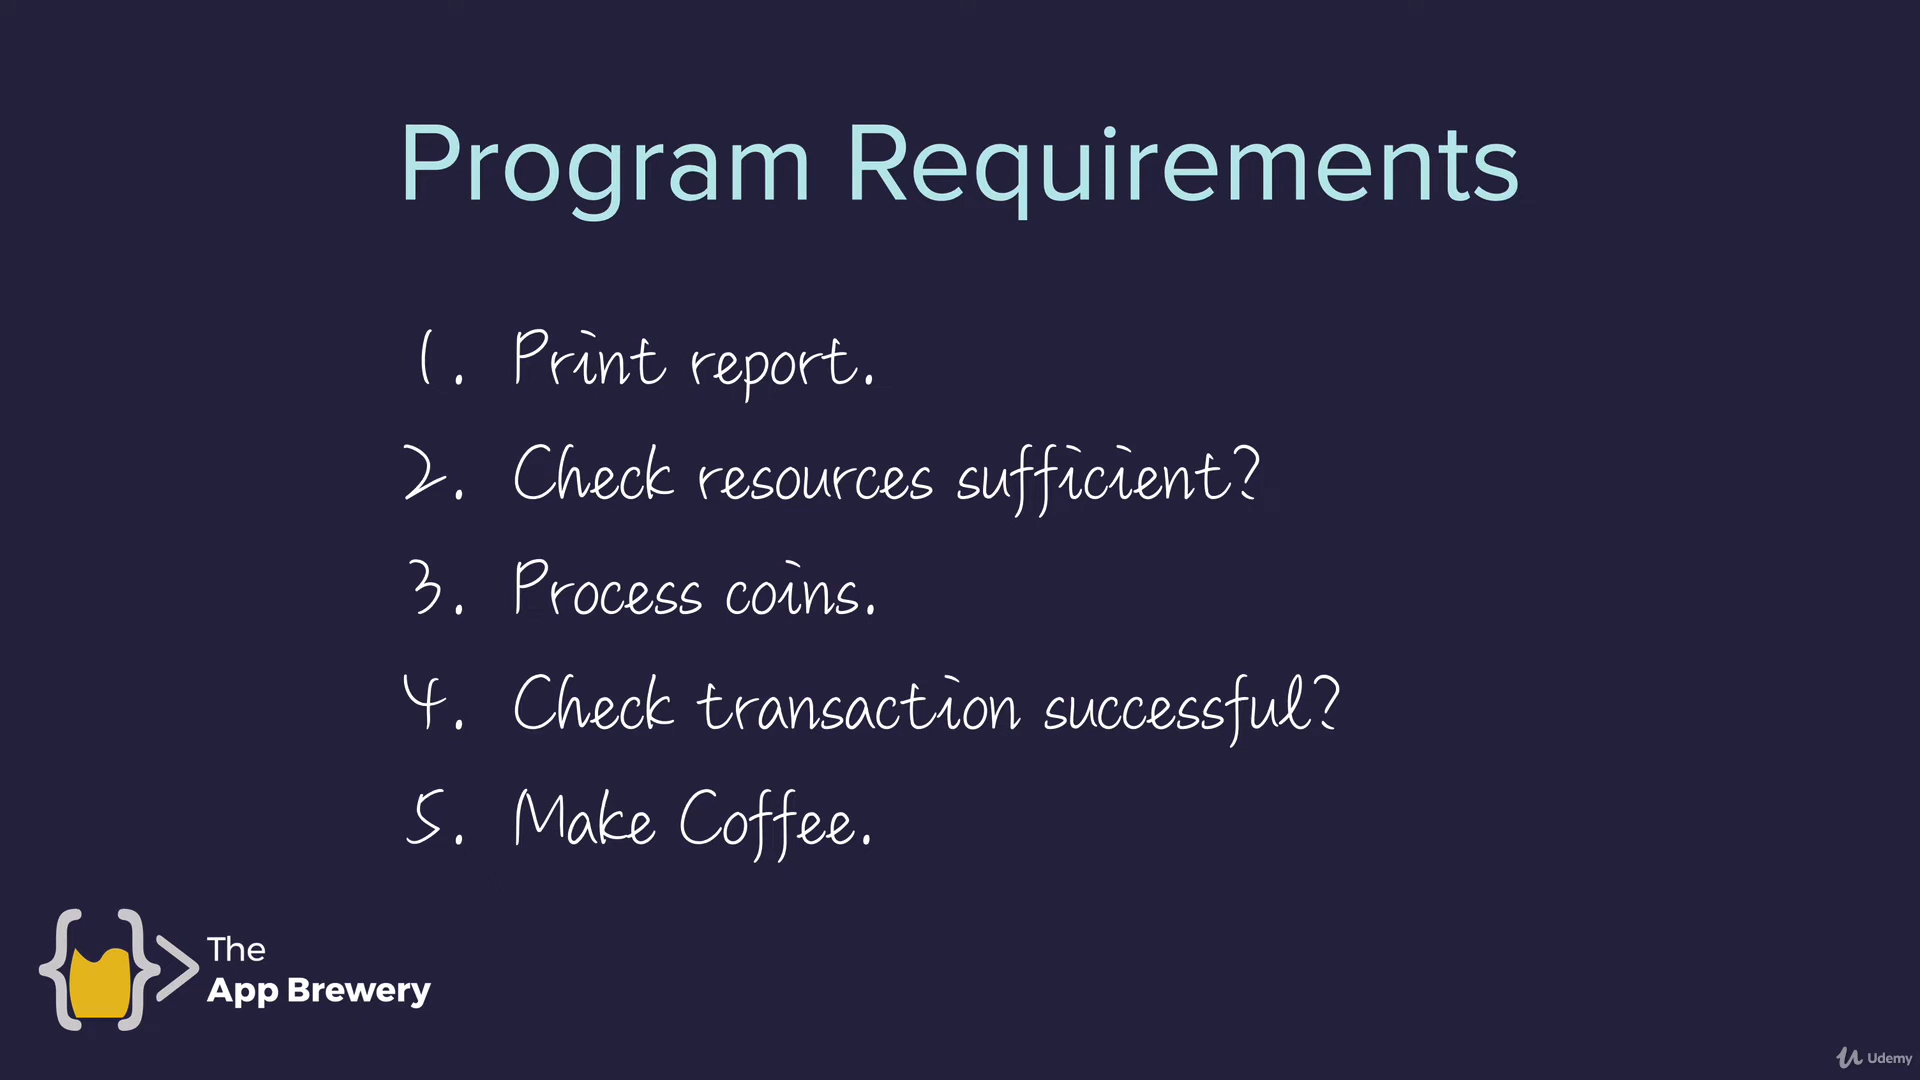 Program Requirements
1. Print report.
2. Check resources sufficient?
3. Process coins.
4. Check transaction successful?
5. Make Coffee.
The
App Brewery
Udemy